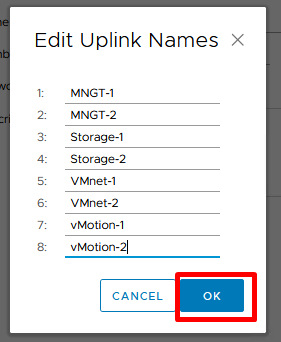 Edit Uplink Names
1: MNGT-1
2: MNGT-2
3: Storage-1
4: Storage-2
5: VMnet-1
6: VMnet-2
7: vMotion-1
8: vMotion-2
CANCEL OK